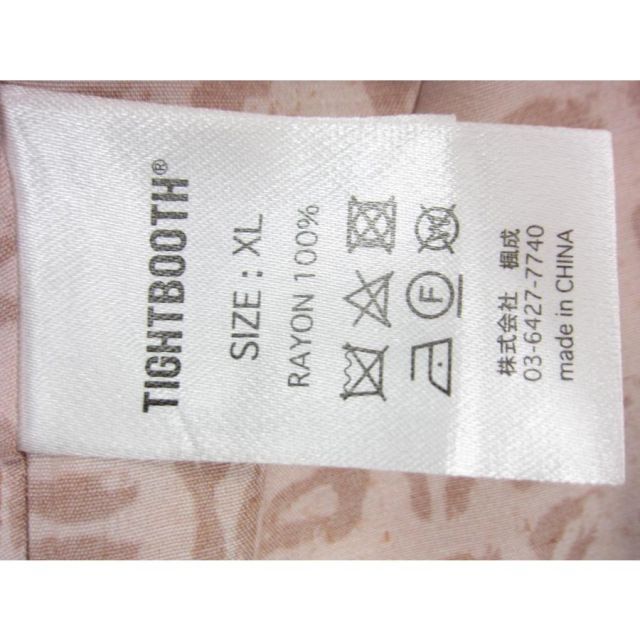 TIGHTBOOTH®
SIZE : XL
RAYON 100%
F
W
株式会社 楓成
03-6427-7740
made in CHINA